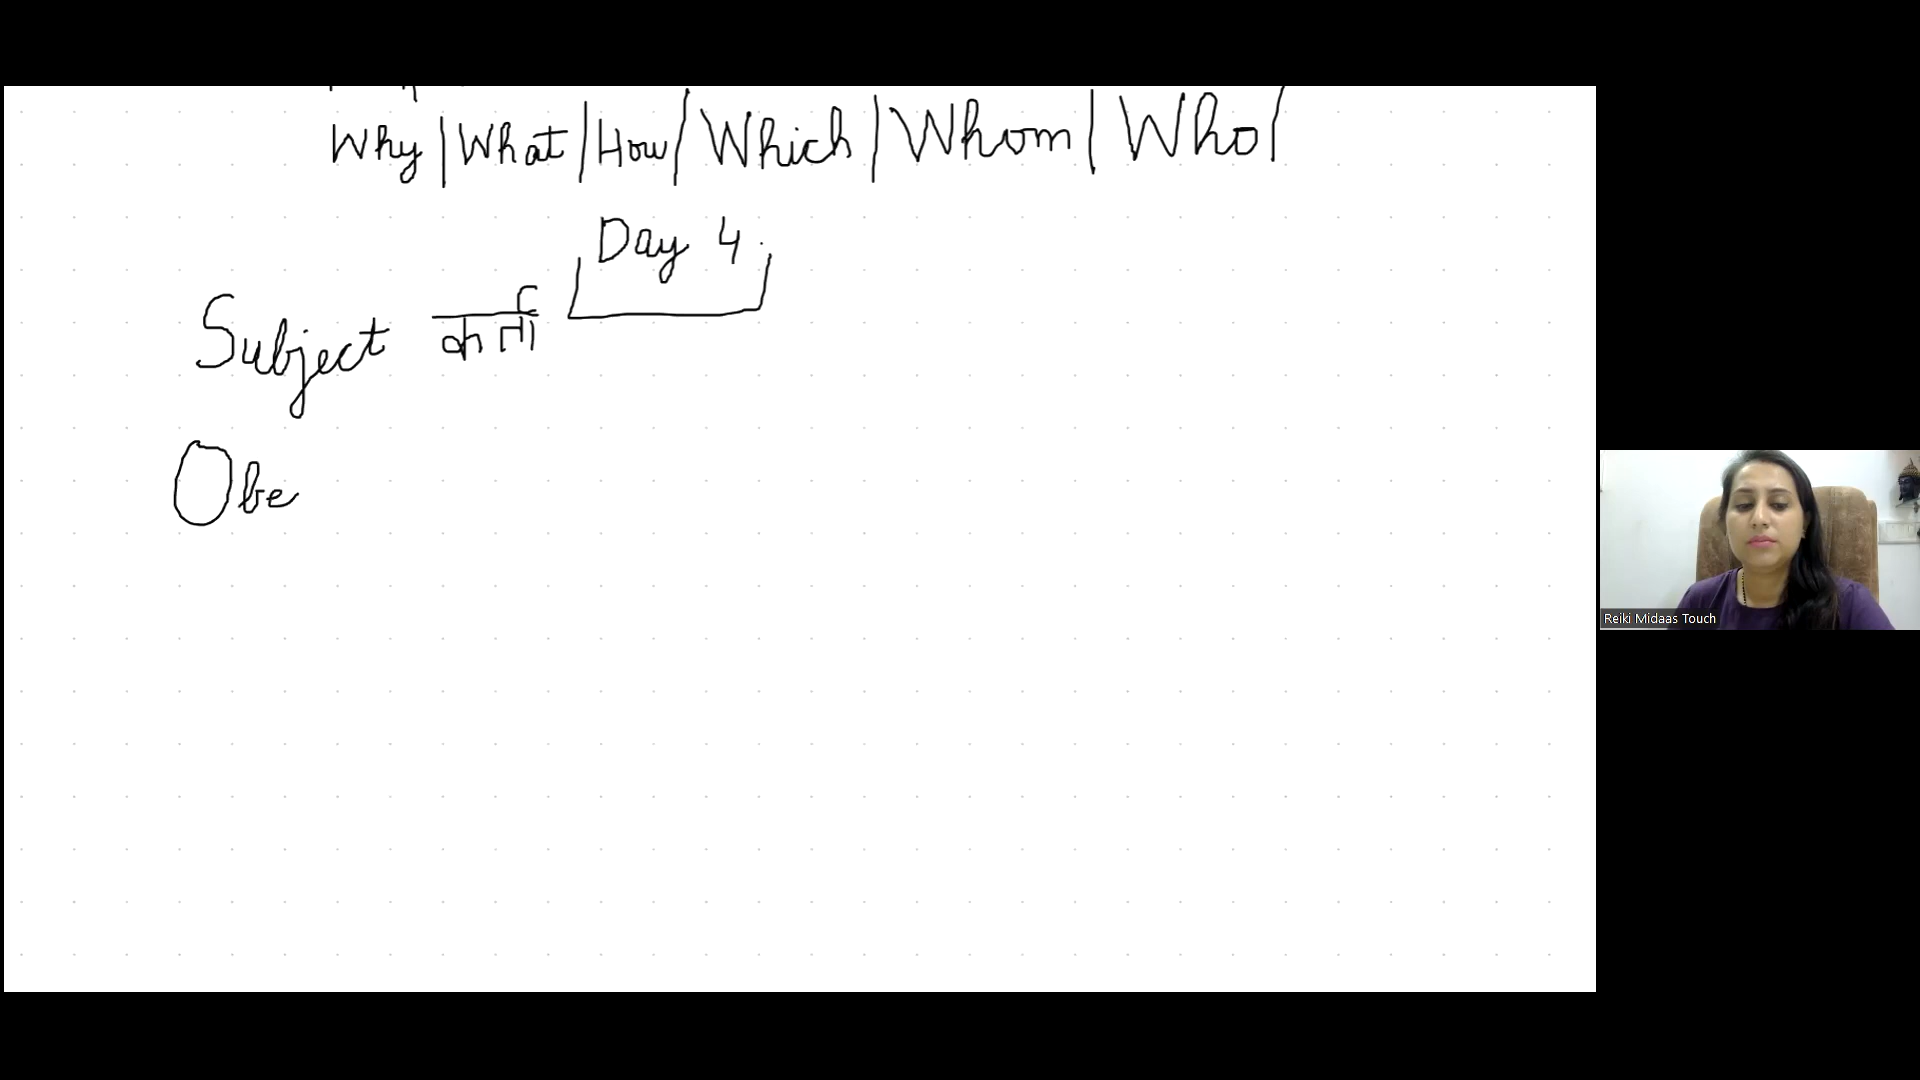 Why | What | How | Which | Whom | Who |
Day 4
Subject कर्ता
Obe
Reiki Midaas Touch